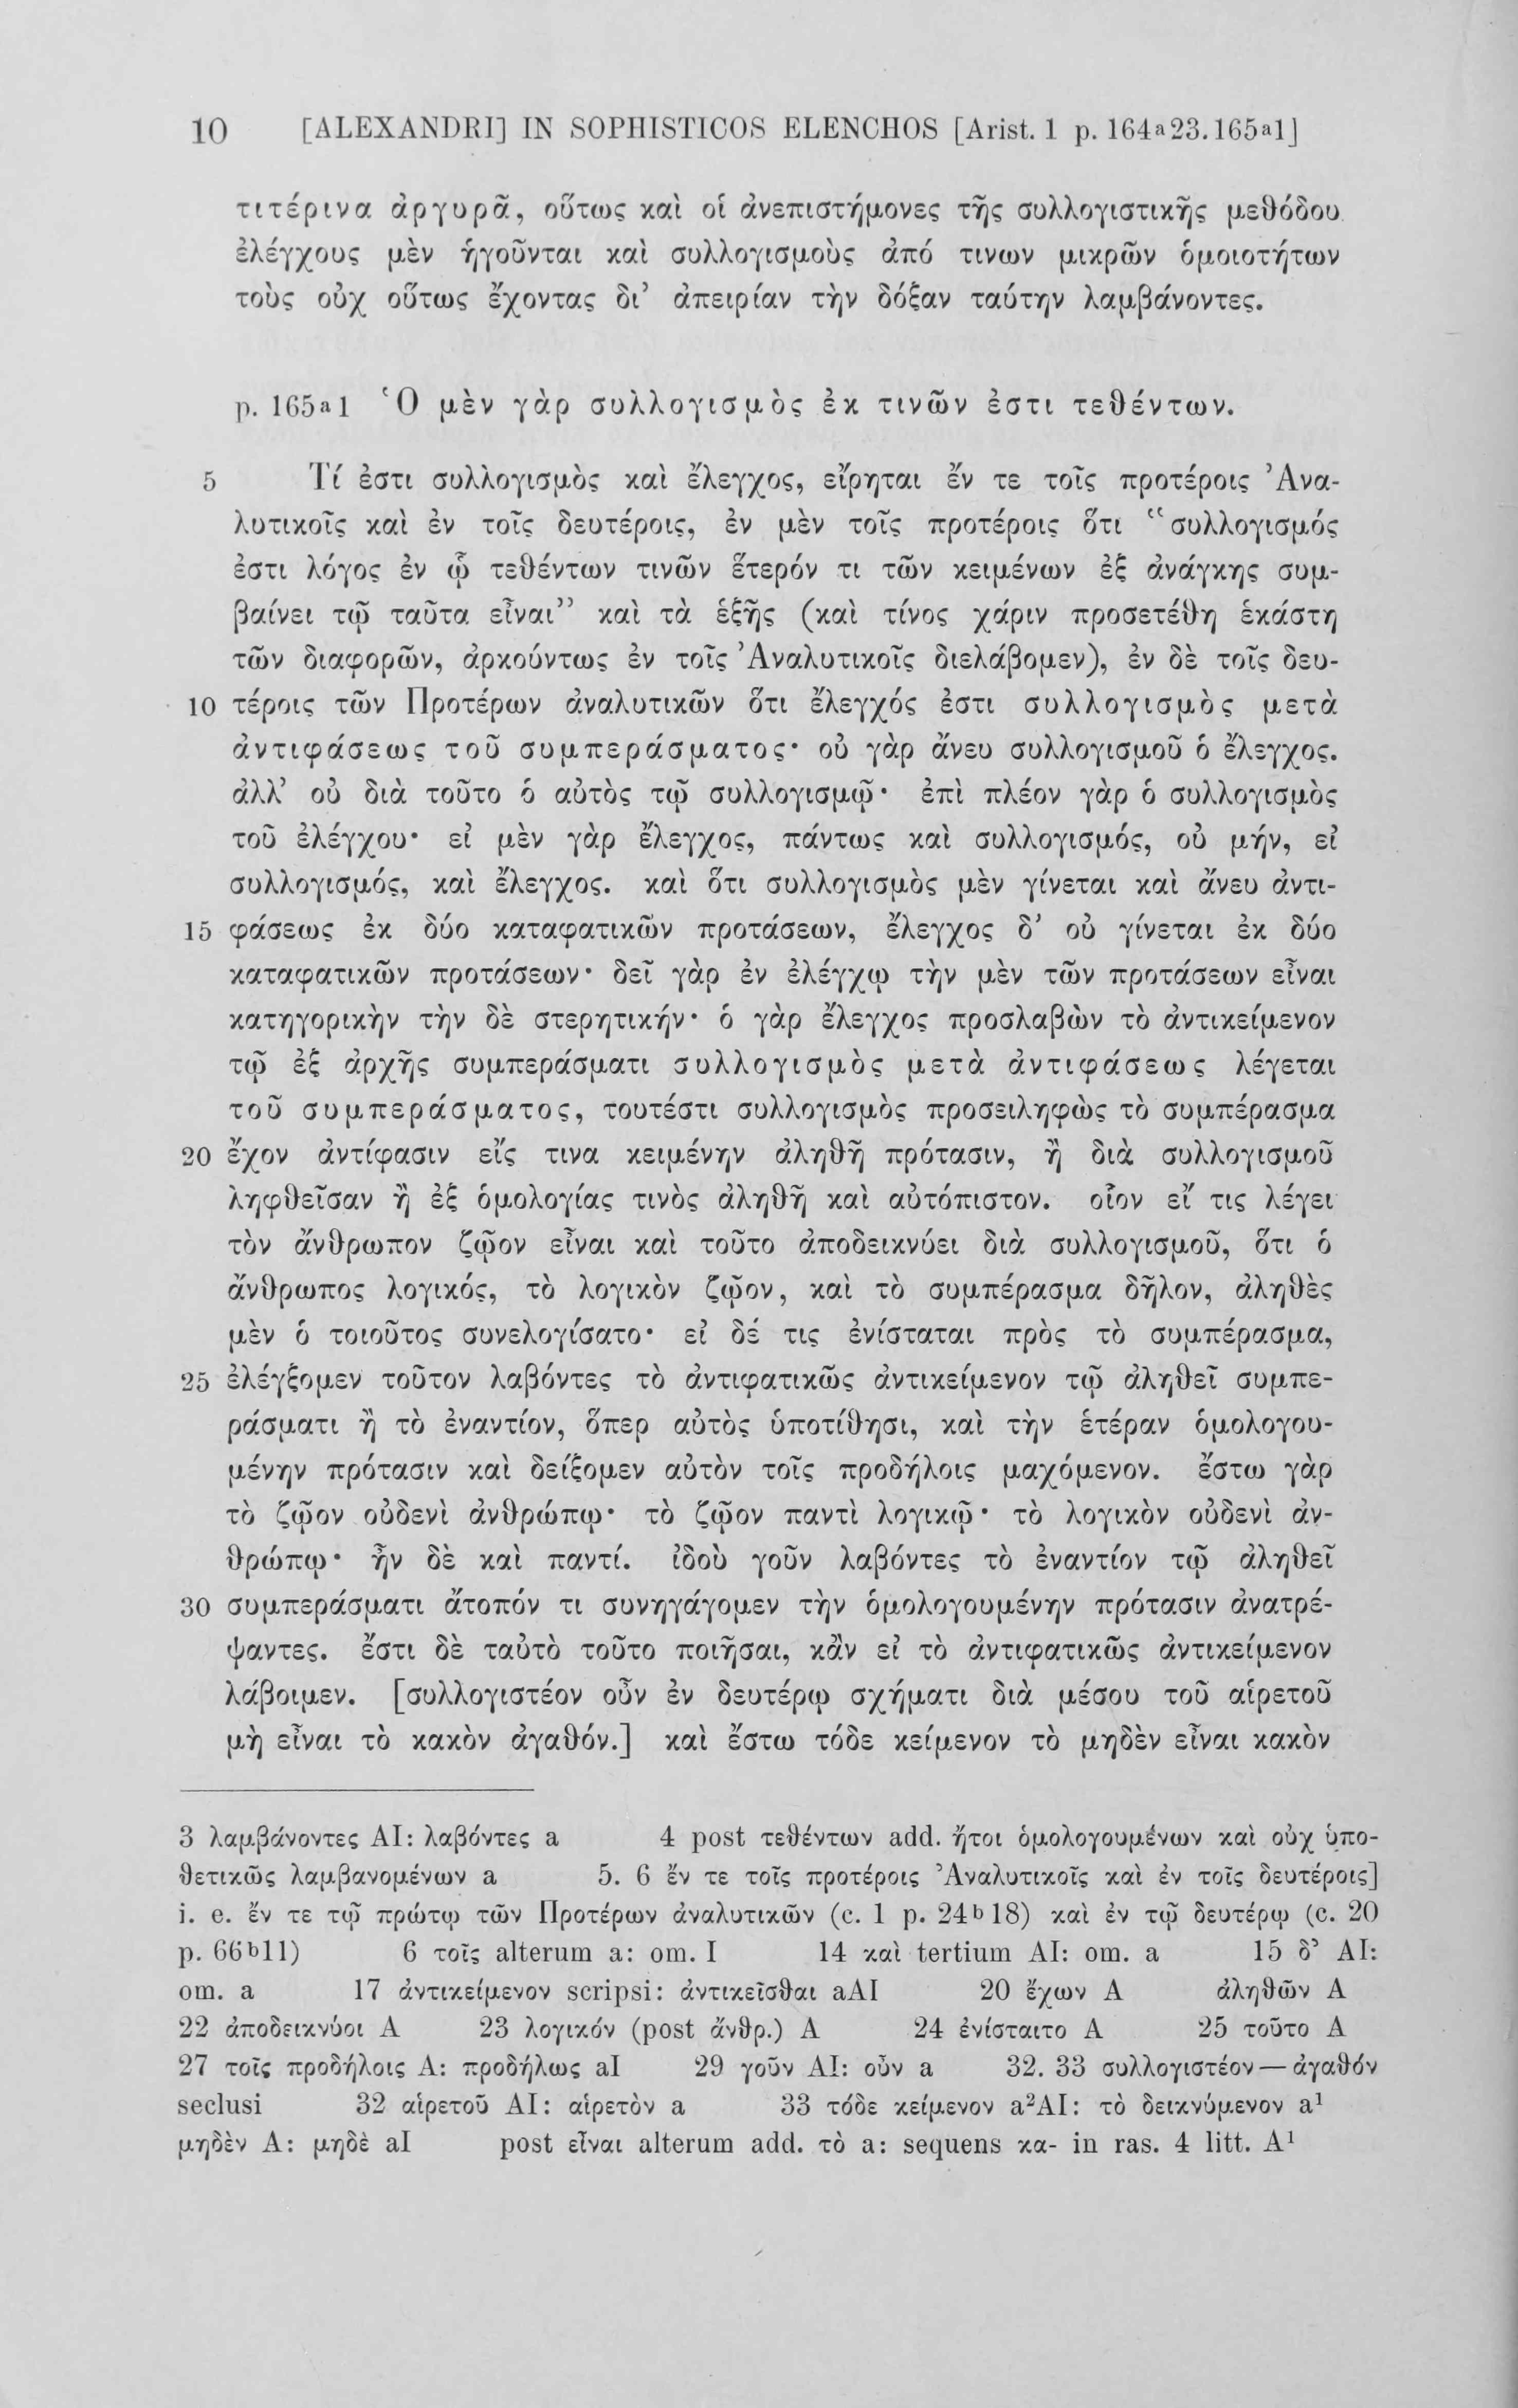 10 [ALEXANDRI] IN SOPHISTICOS ELENCHOS [Arist. 1 p. 164a23. 165a1]
τιτέρινα ἀργυρᾶ, οὕτως καὶ οἱ ἀνεπιστήμονες τῆς συλλογιστικῆς μεθόδου
ἐλέγχους μὲν ἡγοῦνται καὶ συλλογισμοὺς ἀπό τινων μικρῶν ὁμοιοτήτων
τοὺς οὐχ οὕτως ἔχοντας δι’ ἀπειρίαν τὴν δόξαν ταύτην λαμβάνοντες.
p. 165a1 Ὁ μὲν γὰρ συλλογισμὸς ἐκ τινῶν ἐστι τεθέντων.
5 Τί ἐστι συλλογισμὸς καὶ ἔλεγχος, εἴρηται ἔν τε τοῖς προτέροις Ἀνα-
λυτικοῖς καὶ ἐν τοῖς δευτέροις, ἐν μὲν τοῖς προτέροις ὅτι “συλλογισμός
ἐστι λόγος ἐν ᾧ τεθέντων τινῶν ἕτερόν τι τῶν κειμένων ἐξ ἀνάγκης συμ-
βαίνει τῷ ταῦτα εἶναι” καὶ τὰ ἑξῆς (καὶ τίνος χάριν προσετέθη ἑκάστη
τῶν διαφορῶν, ἀρκούντως ἐν τοῖς Ἀναλυτικοῖς διελάβομεν), ἐν δὲ τοῖς δευ-
10 τέροις τῶν Προτέρων ἀναλυτικῶν ὅτι ἔλεγχός ἐστι συλλογισμὸς μετὰ
ἀντιφάσεως τοῦ συμπεράσματος· οὐ γὰρ ἄνευ συλλογισμοῦ ὁ ἔλεγχος.
ἀλλ’ οὐ διὰ τοῦτο ὁ αὐτὸς τῷ συλλογισμῷ· ἐπὶ πλέον γὰρ ὁ συλλογισμὸς
τοῦ ἐλέγχου· εἰ μὲν γὰρ ἔλεγχος, πάντως καὶ συλλογισμός, οὐ μήν, εἰ
συλλογισμός, καὶ ἔλεγχος. καὶ ὅτι συλλογισμὸς μὲν γίνεται καὶ ἄνευ ἀντι-
15 φάσεως ἐκ δύο καταφατικῶν προτάσεων, ἔλεγχος δ’ οὐ γίνεται ἐκ δύο
καταφατικῶν προτάσεων· δεῖ γὰρ ἐν ἐλέγχῳ τὴν μὲν τῶν προτάσεων εἶναι
κατηγορικὴν τὴν δὲ στερητικήν· ὁ γὰρ ἔλεγχος προσλαβὼν τὸ ἀντικείμενον
τῷ ἐξ ἀρχῆς συμπεράσματι συλλογισμὸς μετὰ ἀντιφάσεως λέγεται
τοῦ συμπεράσματος, τουτέστι συλλογισμὸς προσειληφὼς τὸ συμπέρασμα
20 ἔχον ἀντίφασιν εἴς τινα κειμένην ἀληθῆ πρότασιν, ἢ διὰ συλλογισμοῦ
ληφθεῖσαν ἢ ἐξ ὁμολογίας τινὸς ἀληθῆ καὶ αὐτόπιστον. οἷον εἴ τις λέγει
τὸν ἄνθρωπον ζῷον εἶναι καὶ τοῦτο ἀποδεικνύει διὰ συλλογισμοῦ, ὅτι ὁ
ἄνθρωπος λογικός, τὸ λογικὸν ζῷον, καὶ τὸ συμπέρασμα δῆλον, ἀληθὲς
μὲν ὁ τοιοῦτος συνελογίσατο· εἰ δέ τις ἐνίσταται πρὸς τὸ συμπέρασμα,
25 ἐλέγξομεν τοῦτον λαβόντες τὸ ἀντιφατικῶς ἀντικείμενον τῷ ἀληθεῖ συμπε-
ράσματι ἢ τὸ ἐναντίον, ὅπερ αὐτὸς ὑποτίθησι, καὶ τὴν ἑτέραν ὁμολογου-
μένην πρότασιν καὶ δείξομεν αὐτὸν τοῖς προδήλοις μαχόμενον. ἔστω γὰρ
τὸ ζῷον οὐδενὶ ἀνθρώπῳ· τὸ ζῷον παντὶ λογικῷ· τὸ λογικὸν οὐδενὶ ἀν-
θρώπῳ· ἦν δὲ καὶ παντί. ἰδοὺ γοῦν λαβόντες τὸ ἐναντίον τῷ ἀληθεῖ
30 συμπεράσματι ἄτοπόν τι συνηγάγομεν τὴν ὁμολογουμένην πρότασιν ἀνατρέ-
ψαντες. ἔστι δὲ ταὐτὸ τοῦτο ποιῆσαι, κἂν εἰ τὸ ἀντιφατικῶς ἀντικείμενον
λάβοιμεν. [συλλογιστέον οὖν ἐν δευτέρῳ σχήματι διὰ μέσου τοῦ αἱρετοῦ
μὴ εἶναι τὸ κακὸν ἀγαθόν.] καὶ ἔστω τόδε κείμενον τὸ μηδὲν εἶναι κακὸν
3 λαμβάνοντες AI: λαβόντες a 4 post τεθέντων add. ἤτοι ὁμολογουμένων καὶ οὐχ ὑπο-
θετικῶς λαμβανομένων a 5. 6 ἔν τε τοῖς προτέροις Ἀναλυτικοῖς καὶ ἐν τοῖς δευτέροις]
i. e. ἔν τε τῷ πρώτῳ τῶν Προτέρων ἀναλυτικῶν (c. 1 p. 24b18) καὶ ἐν τῷ δευτέρῳ (c. 20
p. 66b11) 6 τοῖς alterum a: om. I 14 καὶ tertium AI: om. a 15 δ’ AI:
om. a 17 ἀντικείμενον scripsi: ἀντικεῖσθαι aAI 20 ἔχων A ἀληθῶν A
22 ἀποδεικνύοι A 23 λογικόν (post ἄνθρ.) A 24 ἐνίσταιτο A 25 τοῦτο A
27 τοῖς προδήλοις A: προδήλως aI 29 γοῦν AI: οὖν a 32. 33 συλλογιστέον — ἀγαθόν
seclusi 32 αἱρετοῦ AI: αἱρετὸν a 33 τόδε κείμενον a²AI: τὸ δεικνύμενον a¹
μηδὲν A: μηδὲ aI post εἶναι alterum add. τὸ a: sequens κα- in ras. 4 litt. A¹